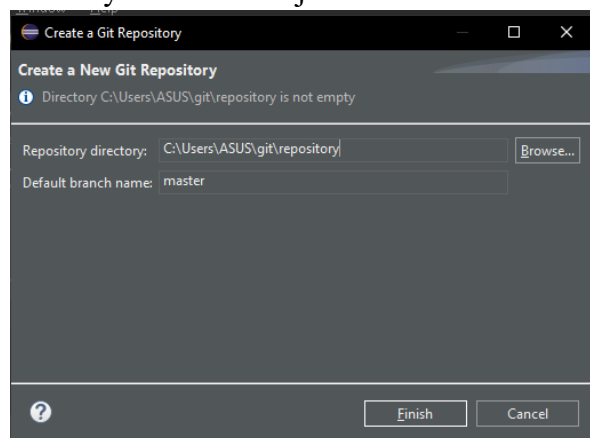 Create a Git Repository
Create a New Git Repository
Directory C:\Users\ASUS\git\repository is not empty
Repository directory: C:\Users\ASUS\git\repository Browse...
Default branch name: master
Finish Cancel